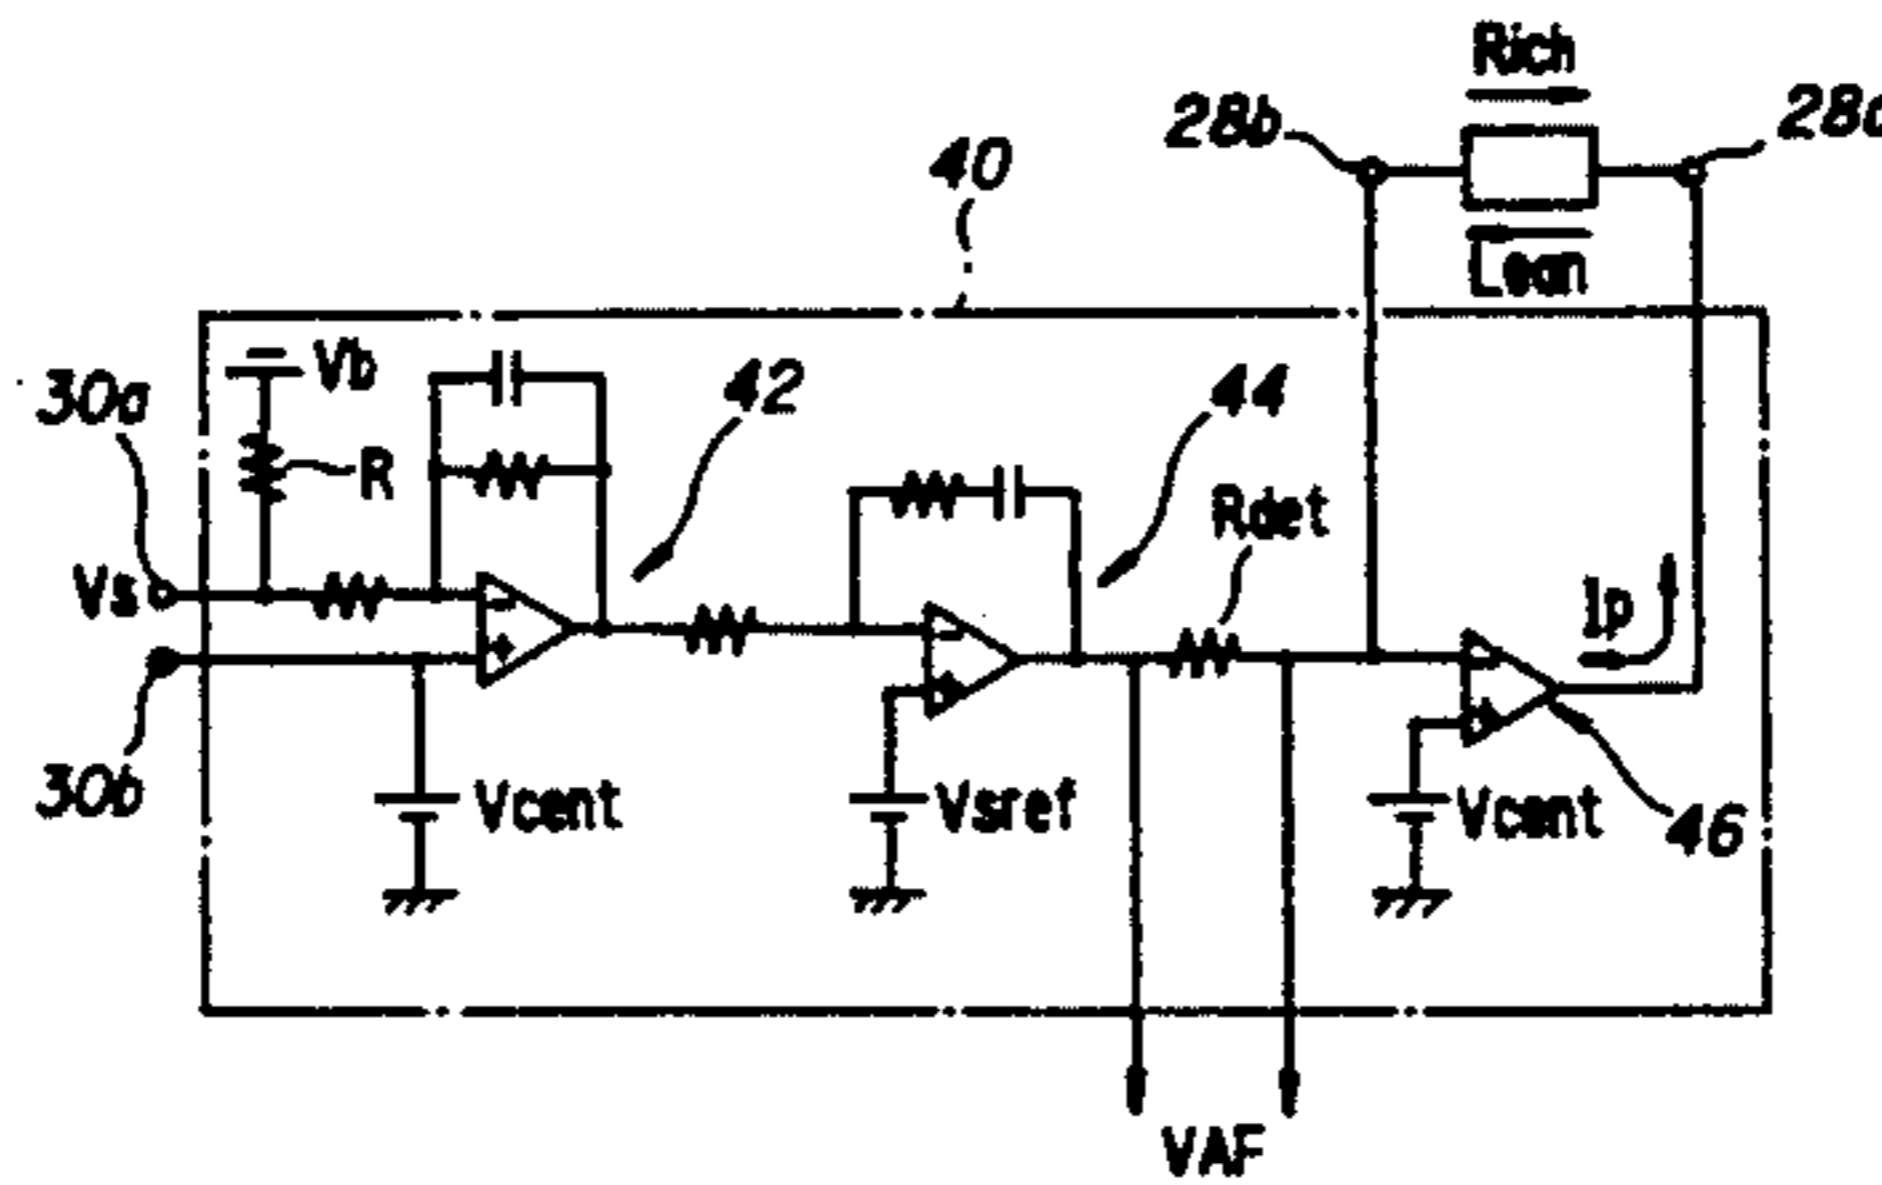 Rich
28b
28a
40
Lean
Vb
42
44
30a
R
Rdet
Vs
Ip
30b
Vcent
Vsref
Vcent
46
VAF